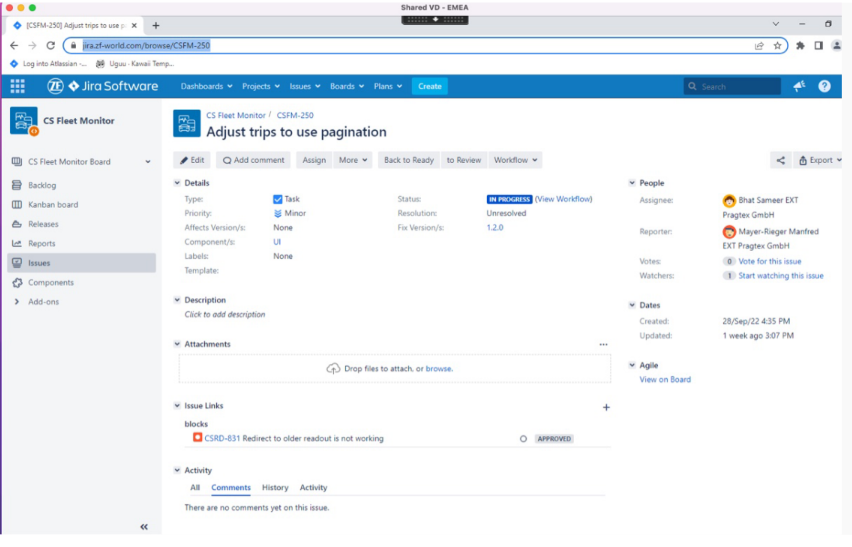 Shared VD - EMEA
[CSFM-250] Adjust trips to use p
jira.zf-world.com/browse/CSFM-250
Log into Atlassian -... Uguu · Kawaii Temp...
ZF Jira Software Dashboards Projects Issues Boards Plans Create Search
CS Fleet Monitor
CS Fleet Monitor Board
Backlog
Kanban board
Releases
Reports
Issues
Components
Add-ons
CS Fleet Monitor / CSFM-250
Adjust trips to use pagination
Edit Add comment Assign More Back to Ready to Review Workflow Export
Details
Type: Task Status: IN PROGRESS (View Workflow)
Priority: Minor Resolution: Unresolved
Affects Version/s: None Fix Version/s: 1.2.0
Component/s: UI
Labels: None
Template:
Description
Click to add description
Attachments
Drop files to attach, or browse.
Issue Links
blocks
CSRD-831 Redirect to older readout is not working APPROVED
Activity
All Comments History Activity
There are no comments yet on this issue.
People
Assignee: Bhat Sameer EXT
Pragtex GmbH
Reporter: Mayer-Rieger Manfred
EXT Pragtex GmbH
Votes: 0 Vote for this issue
Watchers: 1 Start watching this issue
Dates
Created: 28/Sep/22 4:35 PM
Updated: 1 week ago 3:07 PM
Agile
View on Board